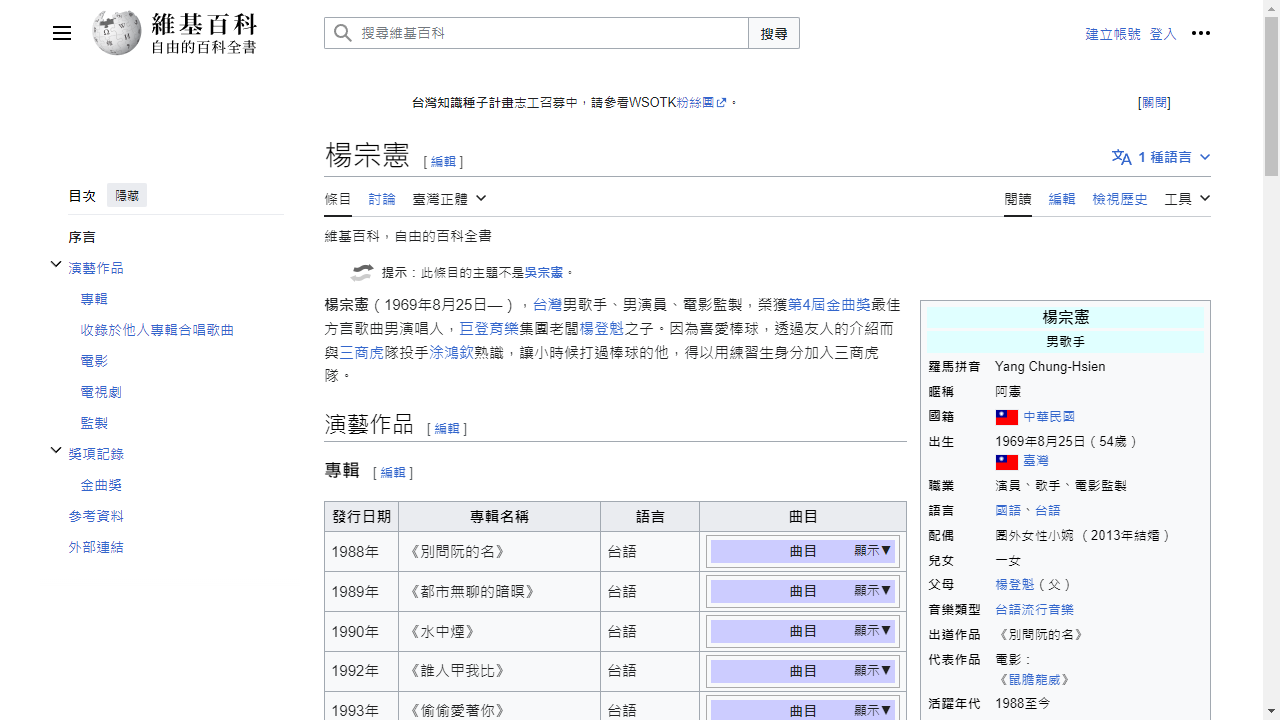 維基百科
自由的百科全書
搜尋維基百科
搜尋
建立帳號 登入
台灣知識種子計畫志工召募中，請參看WSOTK粉絲團。
[關閉]
楊宗憲 [ 編輯 ]
1 種語言
目次 隱藏
序言
演藝作品
專輯
收錄於他人專輯合唱歌曲
電影
電視劇
監製
獎項記錄
金曲獎
參考資料
外部連結
條目 討論 臺灣正體
閱讀 編輯 檢視歷史 工具
維基百科，自由的百科全書
提示：此條目的主題不是吳宗憲。
楊宗憲（1969年8月25日—），台灣男歌手、男演員、電影監製，榮獲第4屆金曲獎最佳
方言歌曲男演唱人，巨登育樂集團老闆楊登魁之子。因為喜愛棒球，透過友人的介紹而
與三商虎隊投手涂鴻欽熟識，讓小時候打過棒球的他，得以用練習生身分加入三商虎
隊。
演藝作品 [ 編輯 ]
專輯 [ 編輯 ]
發行日期 專輯名稱 語言 曲目
1988年 《別問阮的名》 台語 曲目 顯示▼
1989年 《都市無聊的暗暝》 台語 曲目 顯示▼
1990年 《水中煙》 台語 曲目 顯示▼
1992年 《誰人甲我比》 台語 曲目 顯示▼
1993年 《偷偷愛著你》 台語 曲目 顯示▼
楊宗憲
男歌手
羅馬拼音 Yang Chung-Hsien
暱稱 阿憲
國籍 中華民國
出生 1969年8月25日（54歲）
臺灣
職業 演員、歌手、電影監製
語言 國語、台語
配偶 圈外女性小婉 （2013年結婚）
兒女 一女
父母 楊登魁（父）
音樂類型 台語流行音樂
出道作品 《別問阮的名》
代表作品 電影：
《鼠膽龍威》
活躍年代 1988至今